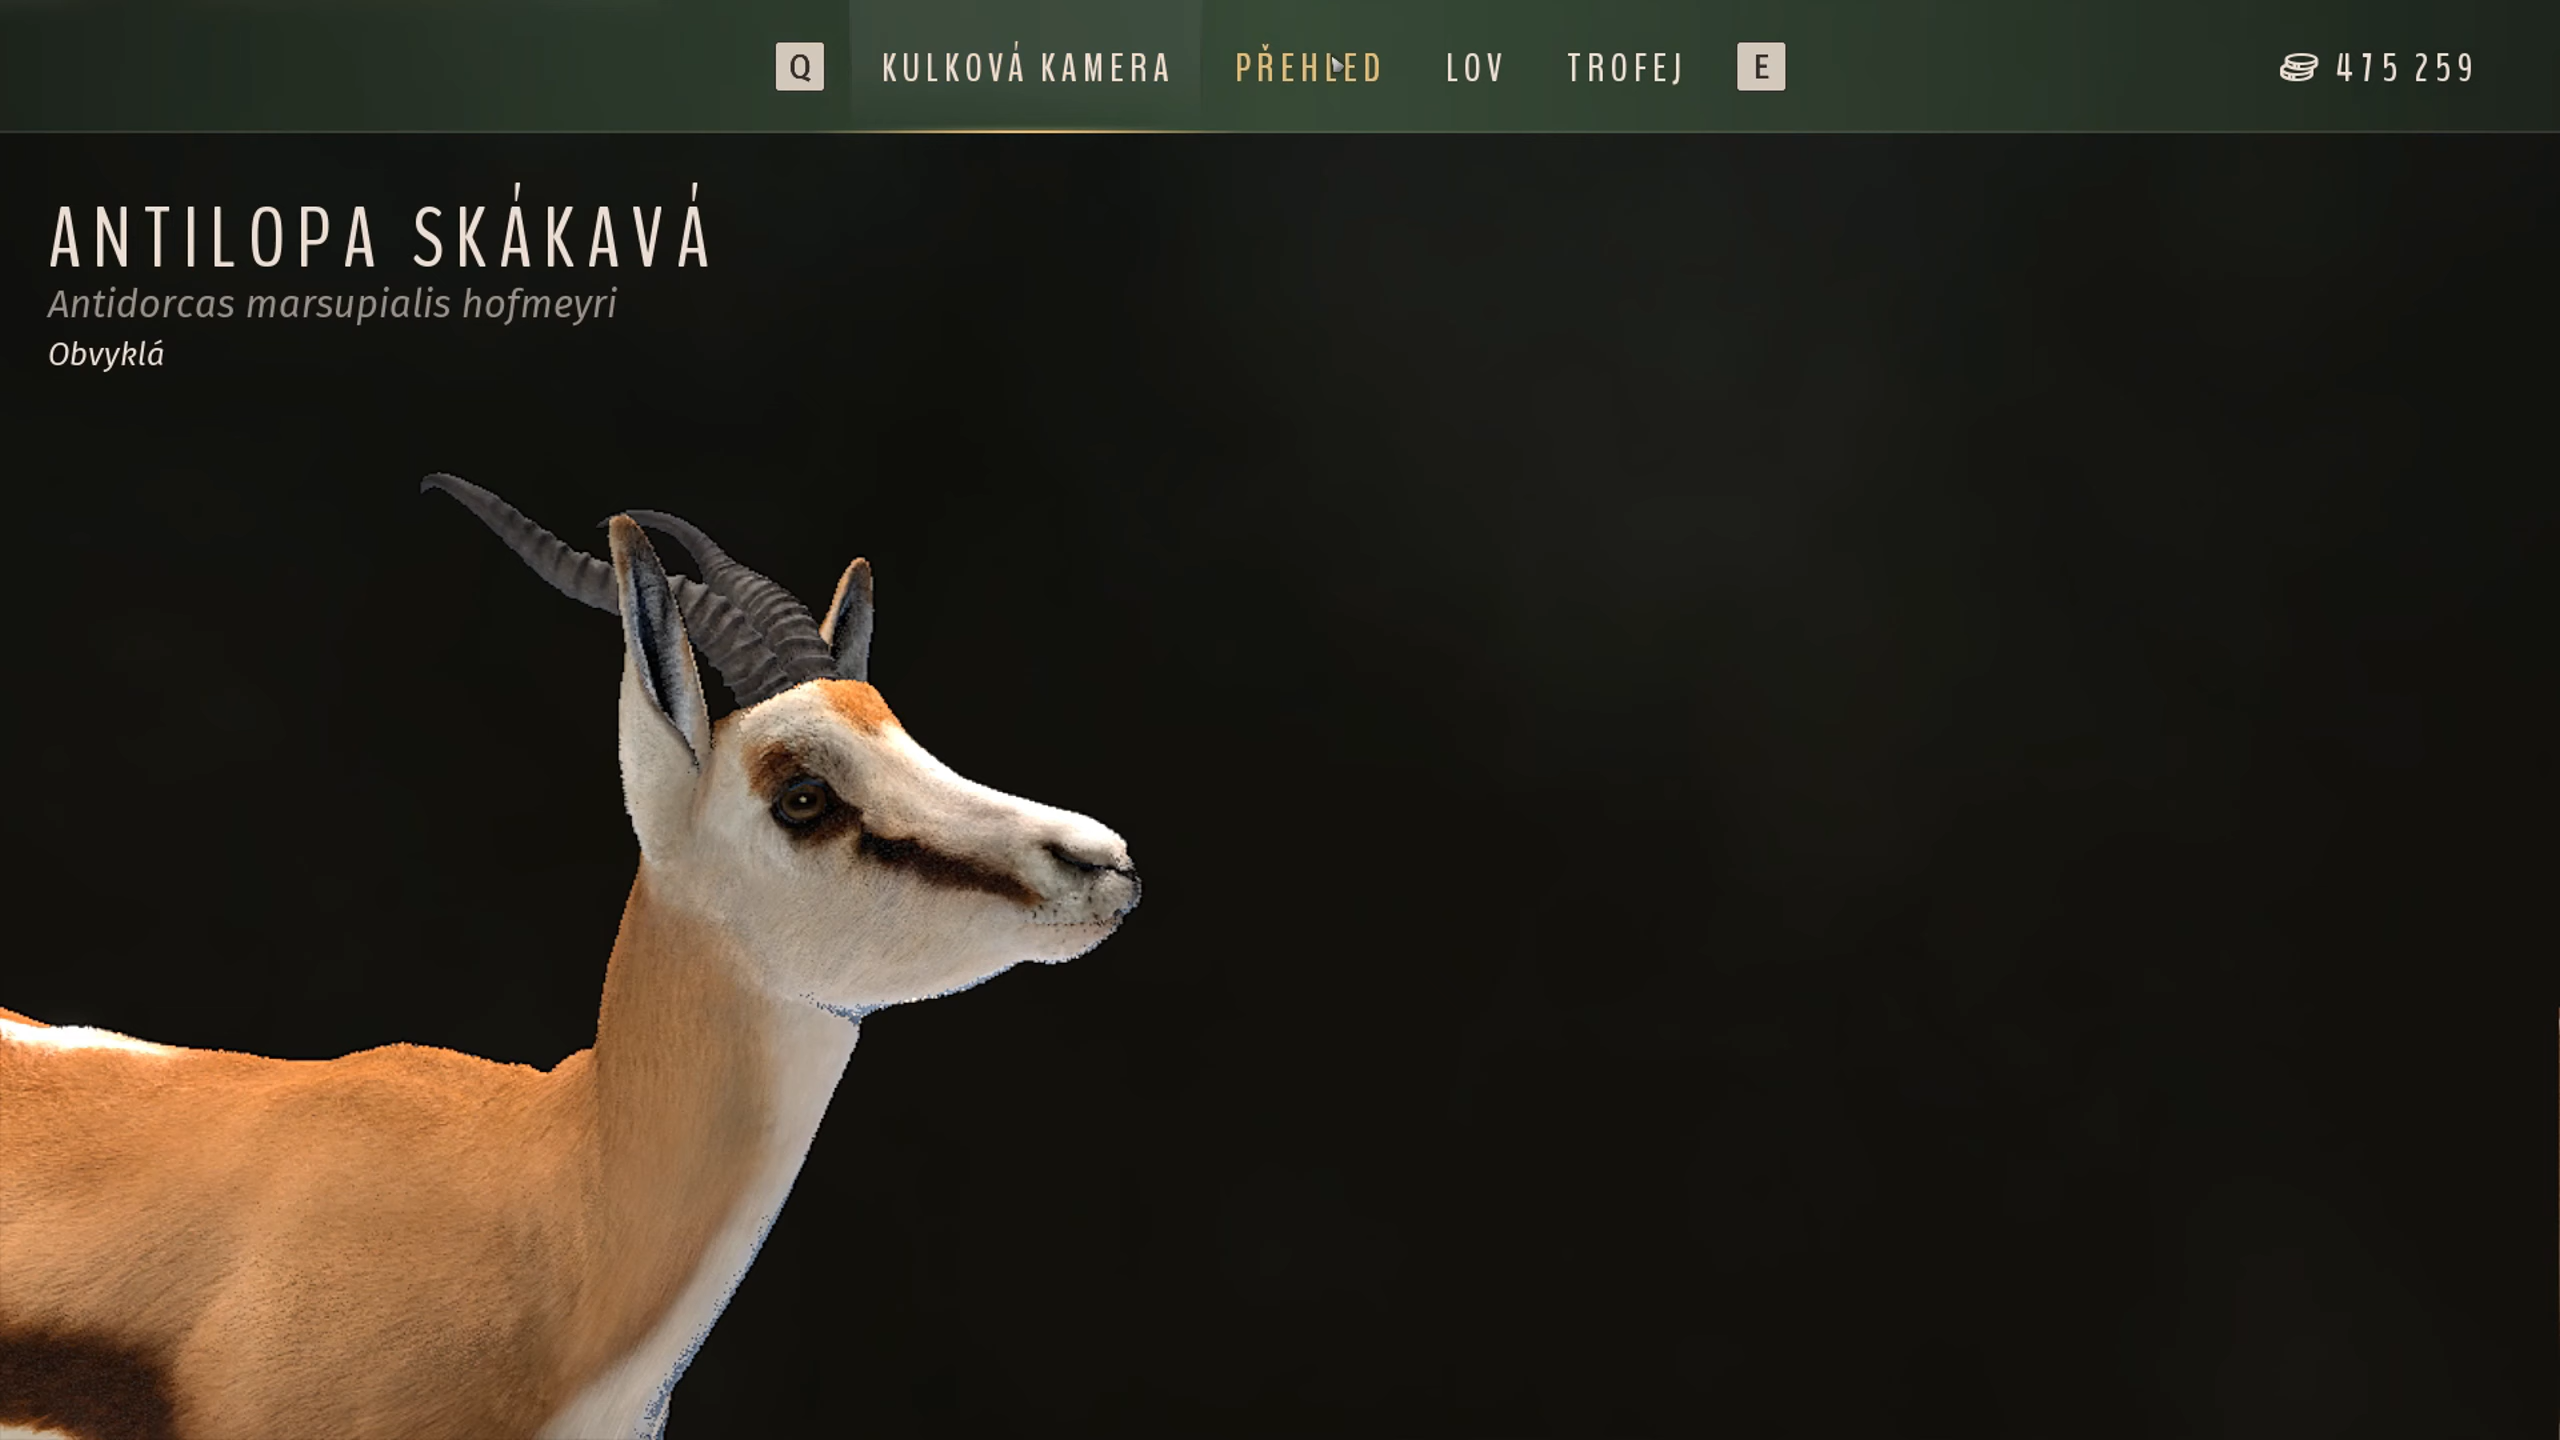 Q KULKOVÁ KAMERA PŘEHLED LOV TROFEJ E 475 259
ANTILOPA SKÁKAVÁ
Antidorcas marsupialis hofmeyri
Obvyklá